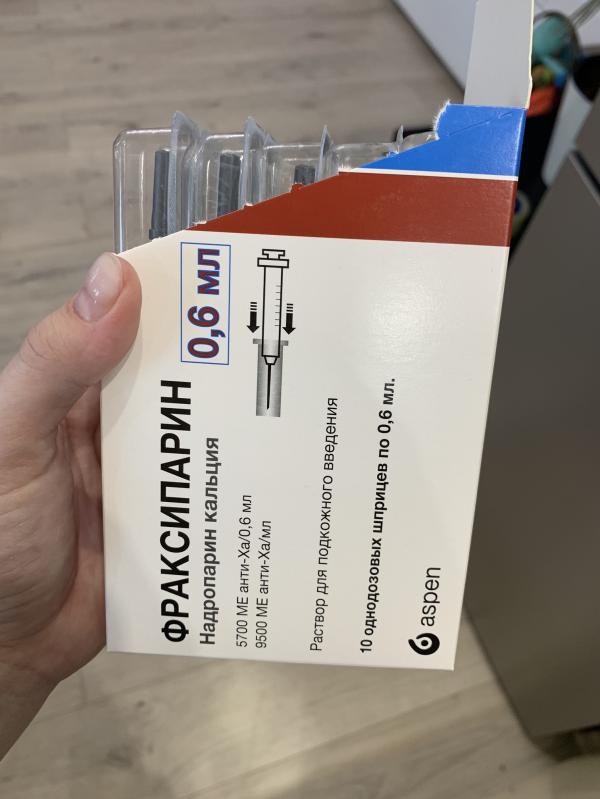 0,6 мл
ФРАКСИПАРИН
Надропарин кальция
5700 МЕ анти-Ха/0,6 мл
9500 МЕ анти-Ха/мл
Раствор для подкожного введения
10 однодозовых шприцев по 0,6 мл.
aspen